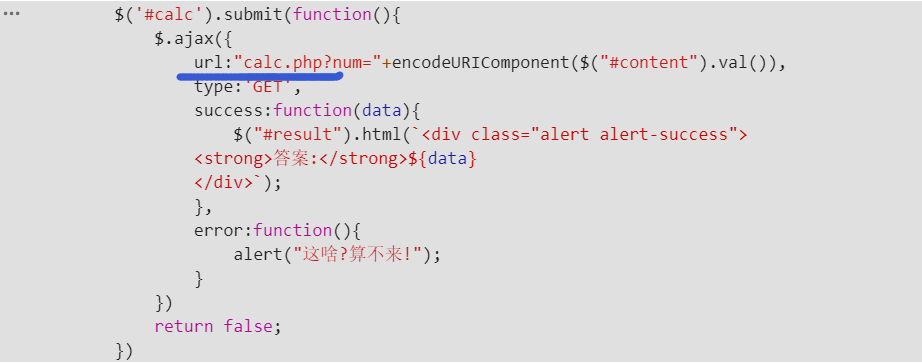 $('#calc').submit(function(){
$.ajax({
url:"calc.php?num="+encodeURIComponent($("#content").val()),
type:'GET',
success:function(data){
$("#result").html(`<div class="alert alert-success">
<strong>答案:</strong>${data}
</div>`);
},
error:function(){
alert("这啥?算不来!");
}
})
return false;
})